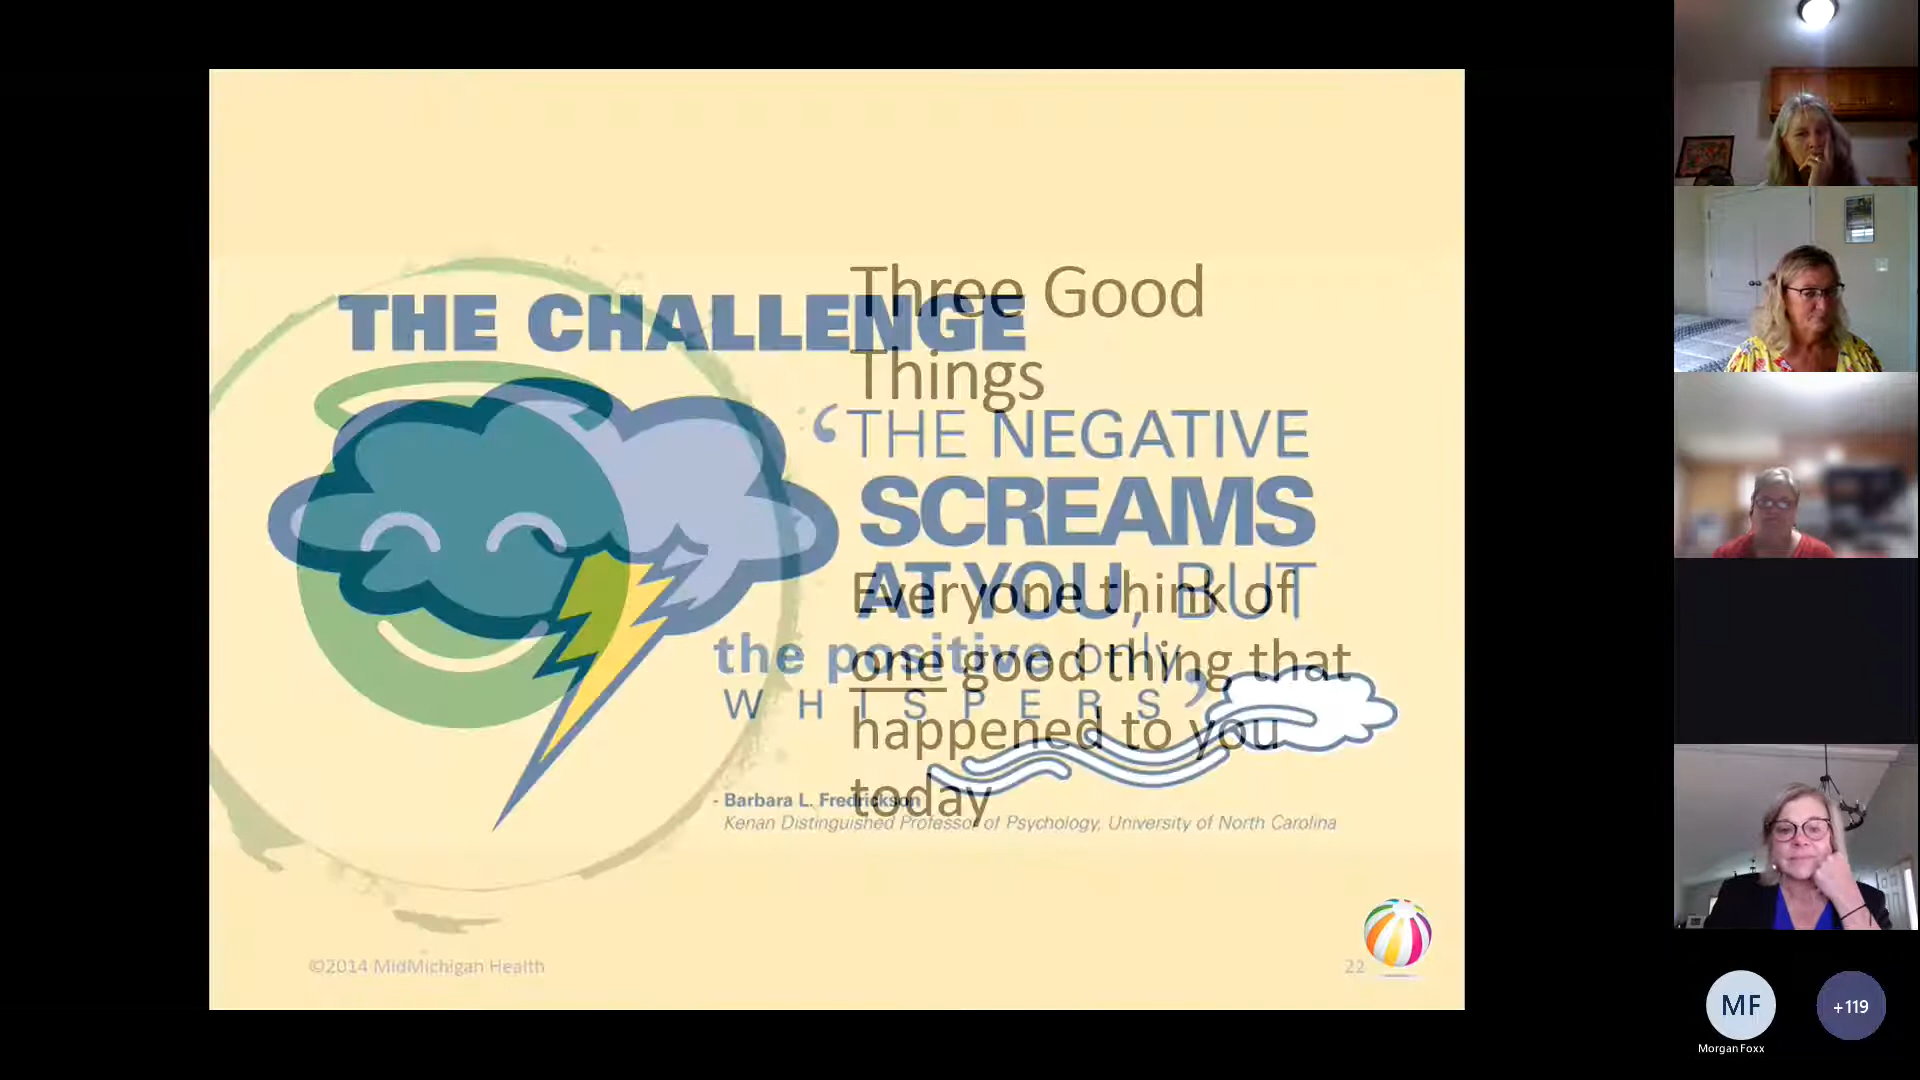 Three Good
Things
Everyone think of
one good thing that
happened to you
today
THE CHALLENGE
‘THE NEGATIVE
SCREAMS
AT YOU, BUT
the positive only
WHISPERS’
- Barbara L. Fredrickson
Kenan Distinguished Professor of Psychology, University of North Carolina
©2014 MidMichigan Health
22
MF
+119
Morgan Foxx